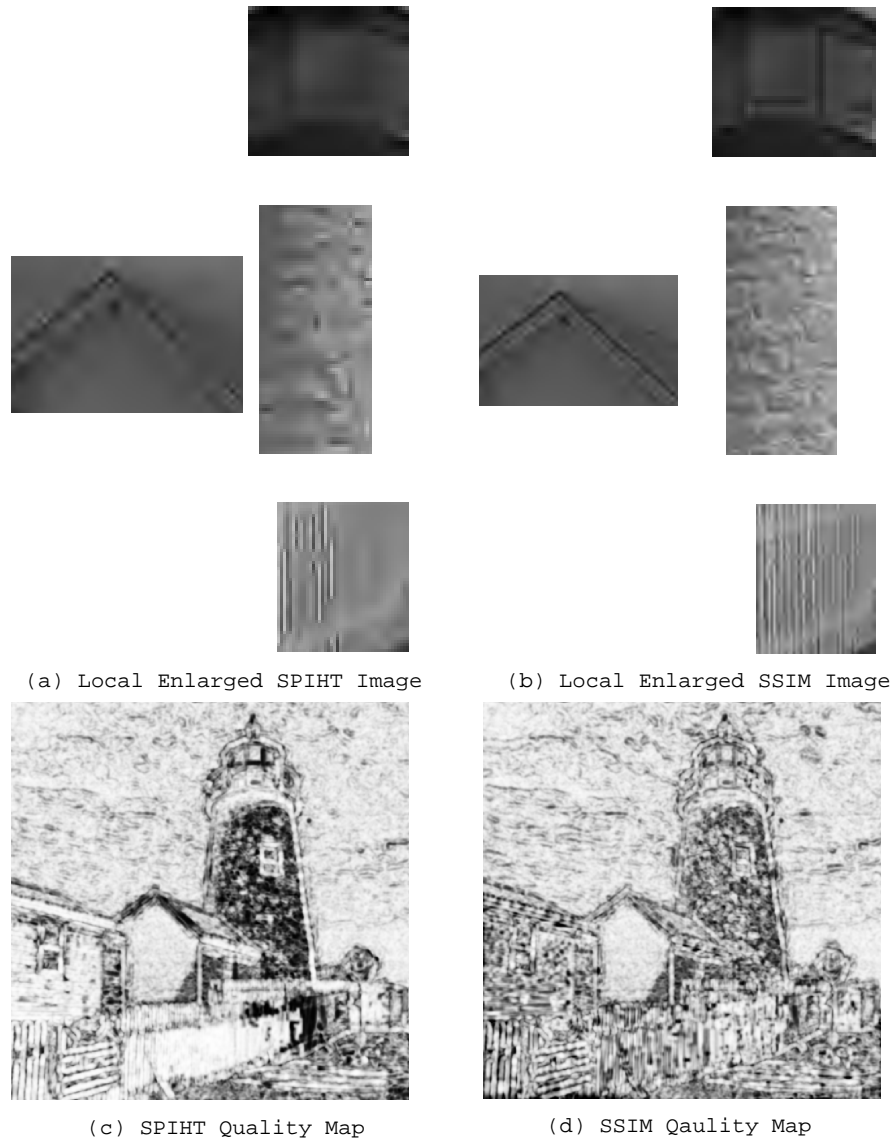 (a) Local Enlarged SPIHT Image
(b) Local Enlarged SSIM Image
(c) SPIHT Quality Map
(d) SSIM Qaulity Map